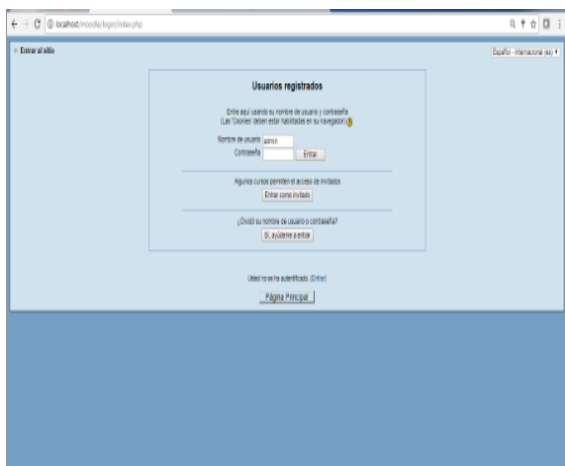 localhost/moodle/login/index.php
Entrar al sitio
Español - Internacional (es)
Usuarios registrados
Entre aquí usando su nombre de usuario y contraseña
(Las 'Cookies' deben estar habilitadas en su navegador)
Nombre de usuario admin
Contraseña Entrar
Algunos cursos permiten el acceso de invitados
Entrar como invitado
¿Olvidó su nombre de usuario o contraseña?
Sí, ayúdeme a entrar
Usted no se ha autentificado. (Entrar)
Página Principal